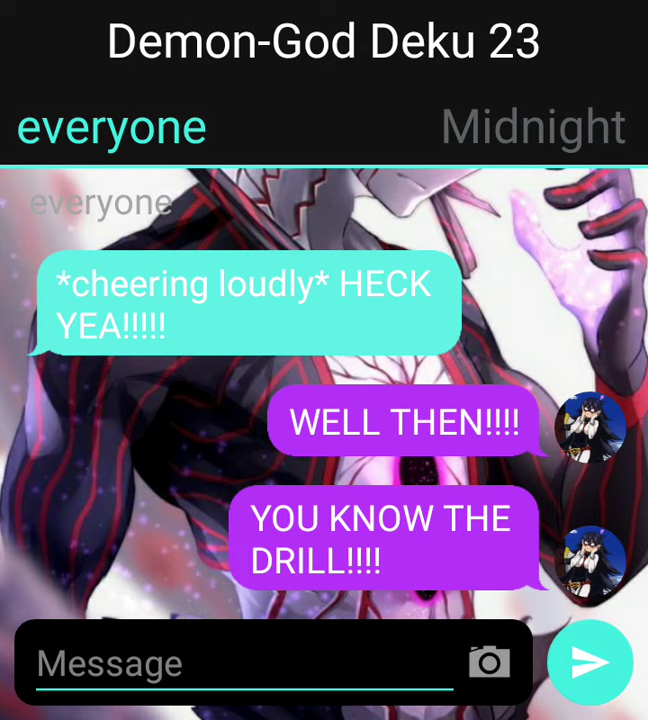 Demon-God Deku 23
everyone Midnight
everyone
*cheering loudly* HECK
YEA!!!!!
WELL THEN!!!!
YOU KNOW THE
DRILL!!!!
Message